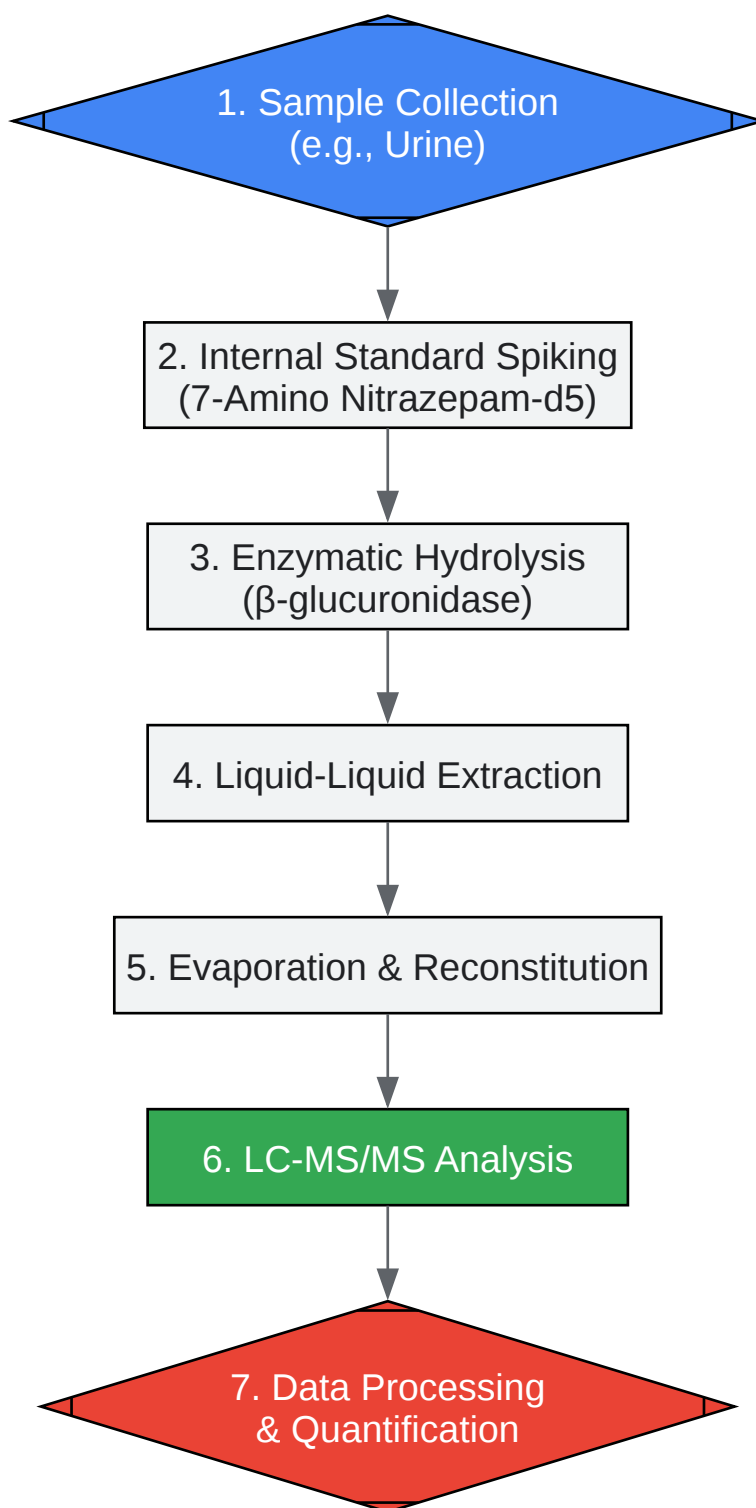 1. Sample Collection
(e.g., Urine)
2. Internal Standard Spiking
(7-Amino Nitrazepam-d5)
3. Enzymatic Hydrolysis
(β-glucuronidase)
4. Liquid-Liquid Extraction
5. Evaporation & Reconstitution
6. LC-MS/MS Analysis
7. Data Processing
& Quantification